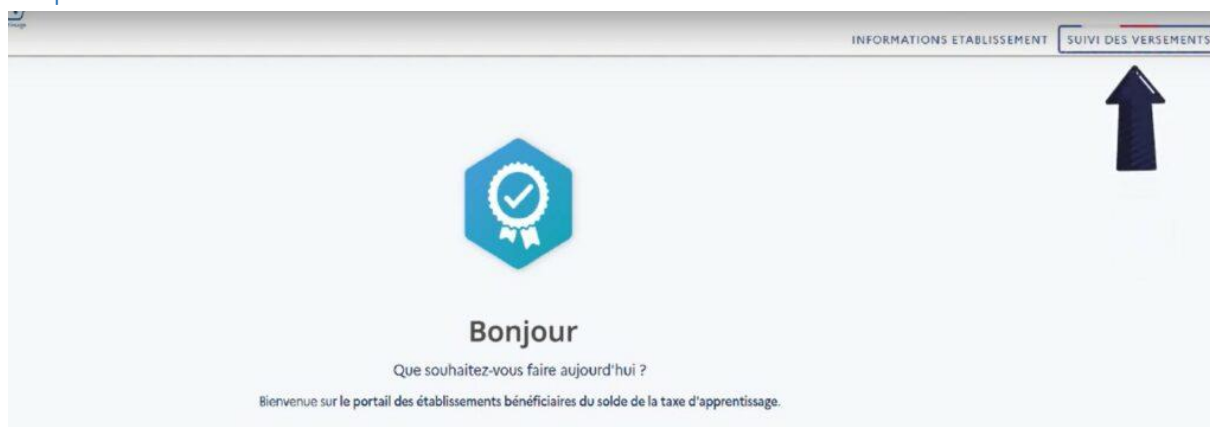 INFORMATIONS ETABLISSEMENT SUIVI DES VERSEMENTS
Bonjour
Que souhaitez-vous faire aujourd'hui ?
Bienvenue sur le portail des établissements bénéficiaires du solde de la taxe d'apprentissage.